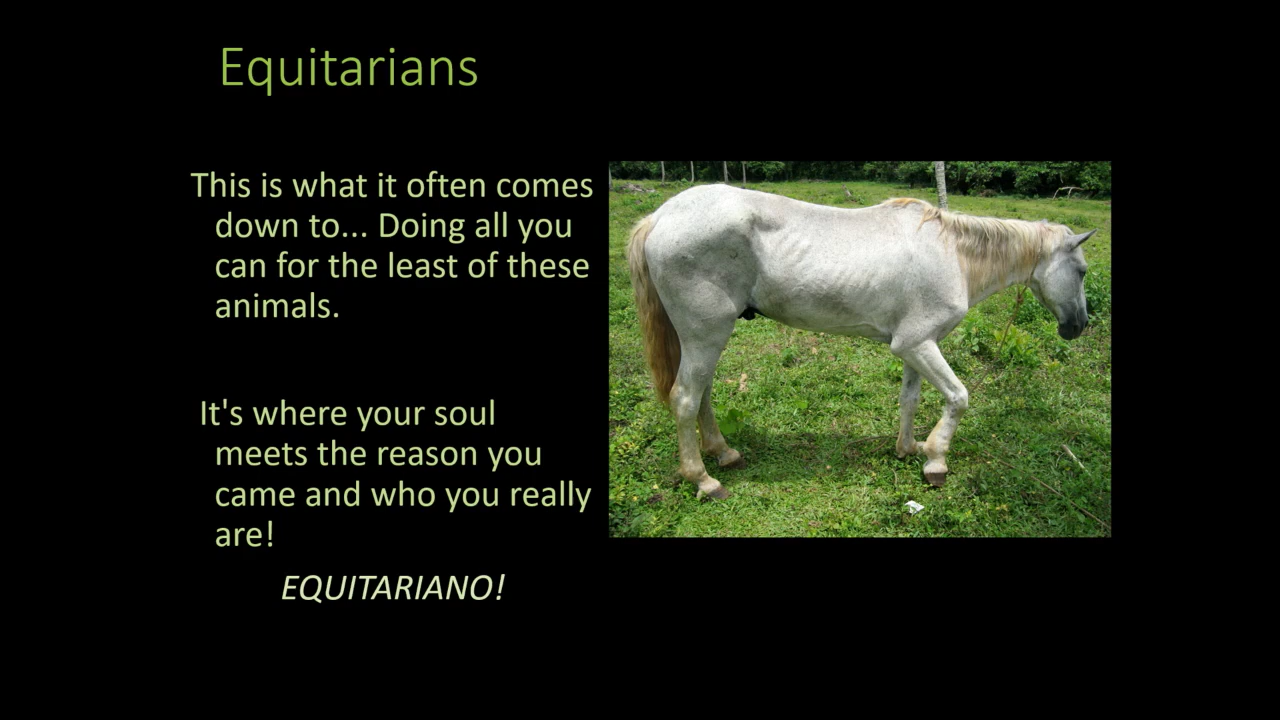 Equitarians
This is what it often comes
down to... Doing all you
can for the least of these
animals.
It's where your soul
meets the reason you
came and who you really
are!
EQUITARIANO!